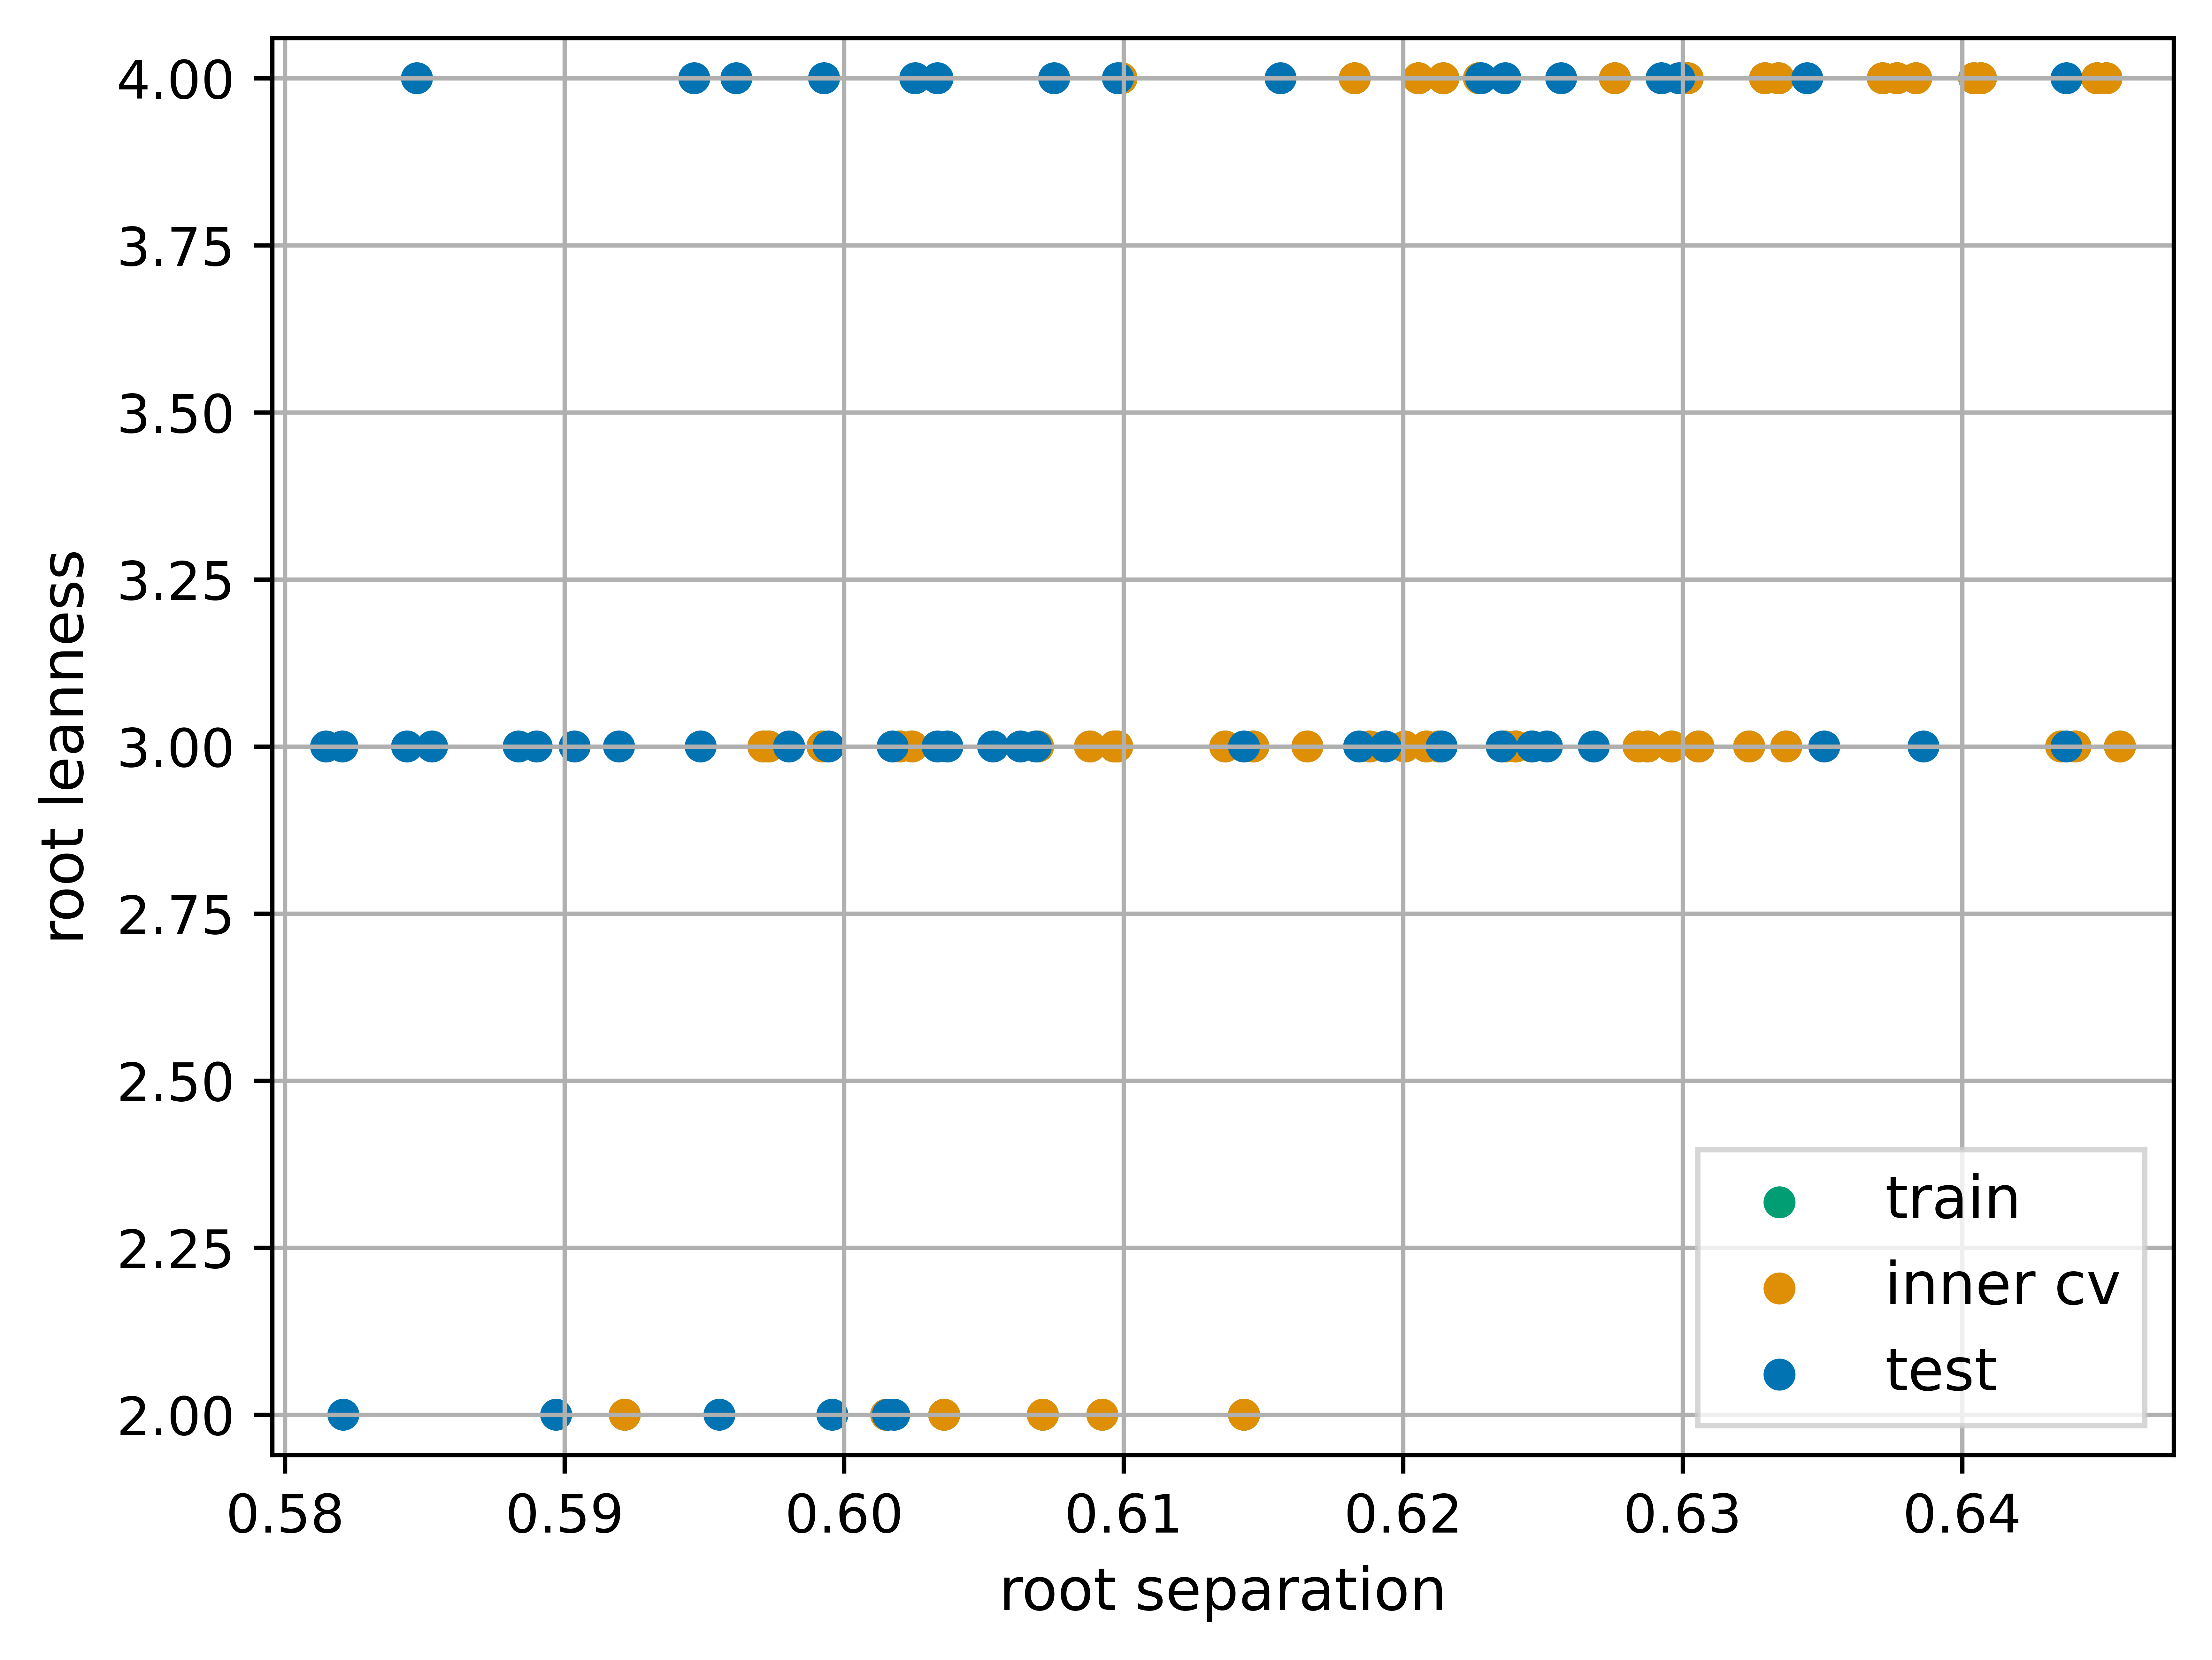 4.00
3.75
3.50
3.25
3.00
2.75
2.50
2.25
2.00
root leanness
train
inner cv
test
0.58 0.59 0.60 0.61 0.62 0.63 0.64
root separation